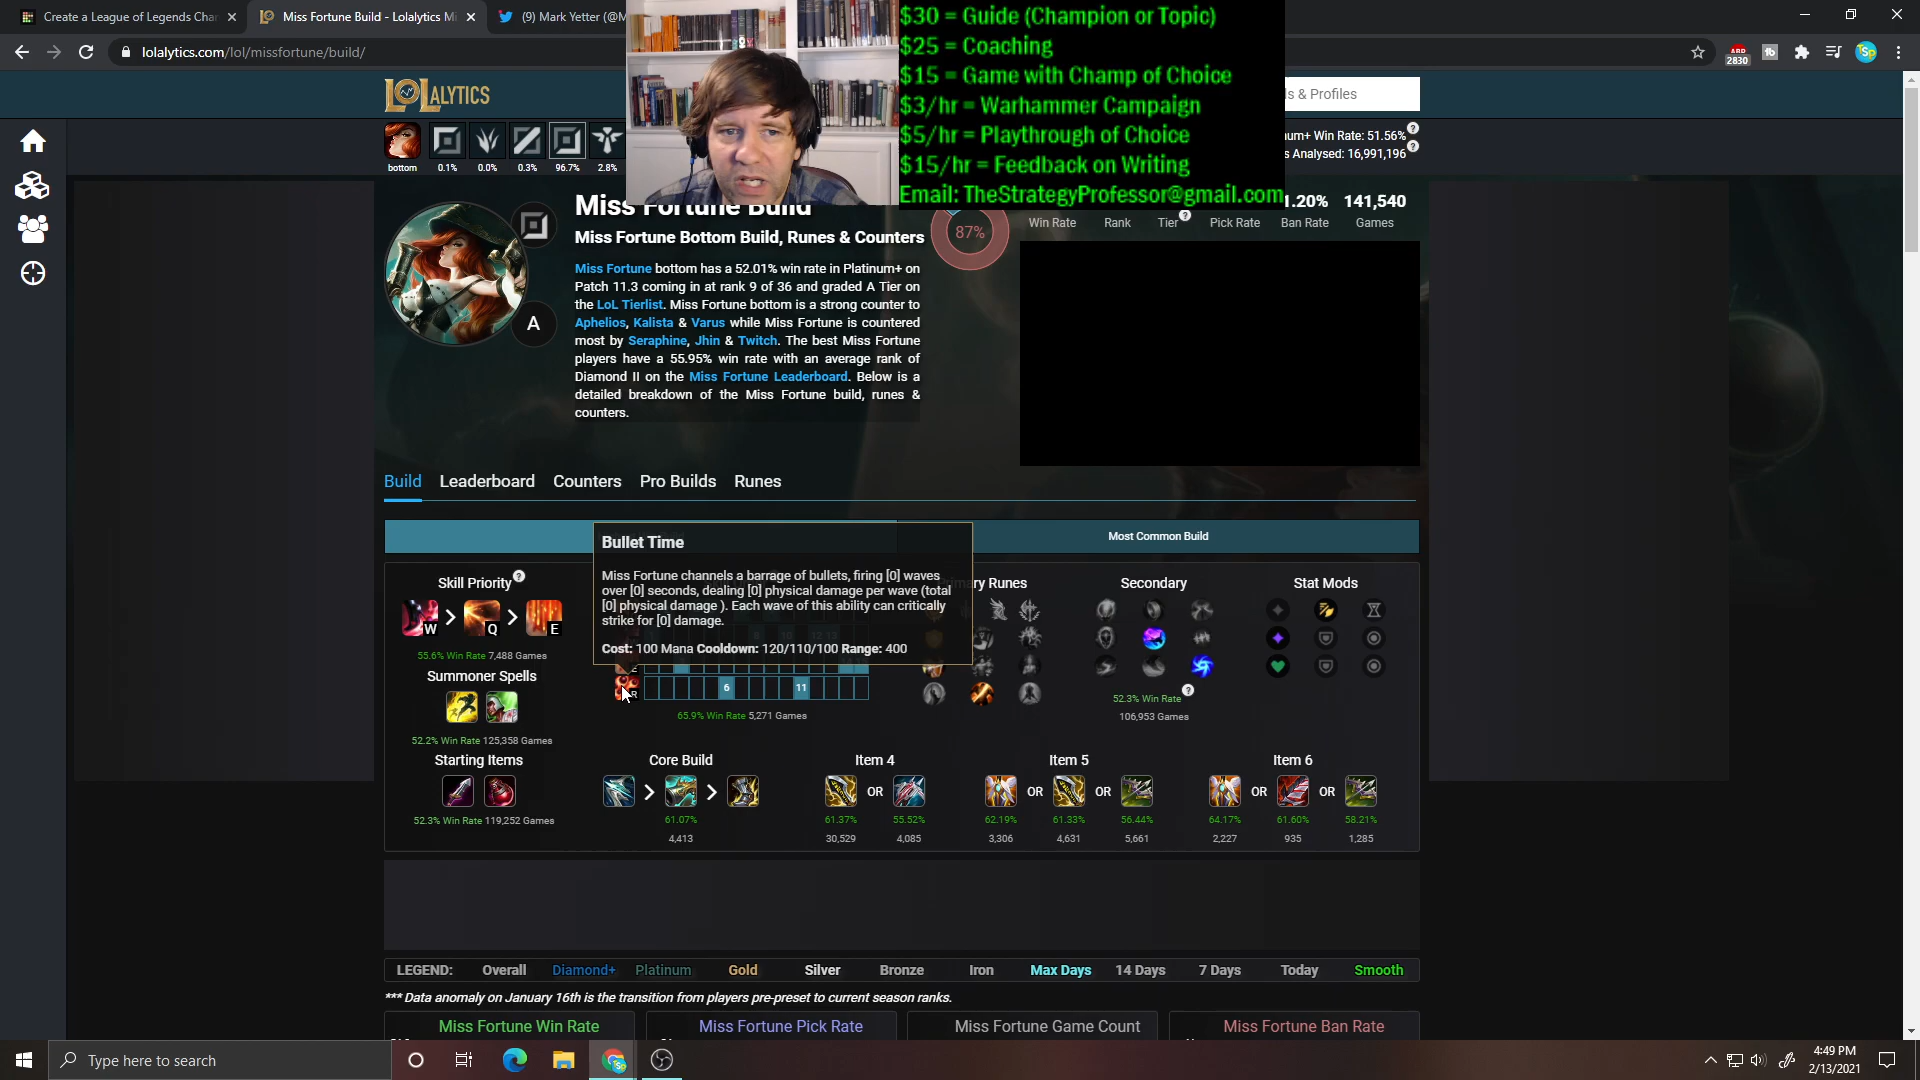 Create a League of Legends Cha
Miss Fortune Build - Lolalytics Mi
(9) Mark Yetter (@M
lolalytics.com/lol/missfortune/build/
2830
$30 = Guide (Champion or Topic)
$25 = Coaching
$15 = Game with Champ of Choice
$3/hr = Warhammer Campaign
$5/hr = Playthrough of Choice
$15/hr = Feedback on Writing
Email: TheStrategyProfessor@gmail.com
LOLALYTICS
s & Profiles
um+ Win Rate: 51.56%
s Analysed: 16,991,196
bottom 0.1% 0.0% 0.3% 96.7% 2.8%
Miss Fortune Build
Miss Fortune Bottom Build, Runes & Counters
A
87%
1.20% 141,540
Win Rate Rank Tier Pick Rate Ban Rate Games
Miss Fortune bottom has a 52.01% win rate in Platinum+ on
Patch 11.3 coming in at rank 9 of 36 and graded A Tier on
the LoL Tierlist. Miss Fortune bottom is a strong counter to
Aphelios, Kalista & Varus while Miss Fortune is countered
most by Seraphine, Jhin & Twitch. The best Miss Fortune
players have a 55.95% win rate with an average rank of
Diamond II on the Miss Fortune Leaderboard. Below is a
detailed breakdown of the Miss Fortune build, runes &
counters.
Build Leaderboard Counters Pro Builds Runes
Most Common Build
Bullet Time
Miss Fortune channels a barrage of bullets, firing [0] waves
over [0] seconds, dealing [0] physical damage per wave (total
[0] physical damage ). Each wave of this ability can critically
strike for [0] damage.
Cost: 100 Mana Cooldown: 120/110/100 Range: 400
Skill Priority
W > Q > E
55.6% Win Rate 7,488 Games
R 6 11
65.9% Win Rate 5,271 Games
ry Runes
Secondary
52.3% Win Rate
106,953 Games
Stat Mods
Summoner Spells
52.2% Win Rate 125,358 Games
Starting Items
52.3% Win Rate 119,252 Games
Core Build
61.07%
4,413
Item 4
OR
61.37% 55.52%
30,529 4,085
Item 5
OR OR
62.19% 61.33% 56.44%
3,306 4,631 5,661
Item 6
OR OR
64.17% 61.60% 58.21%
2,227 935 1,285
LEGEND: Overall Diamond+ Platinum Gold Silver Bronze Iron Max Days 14 Days 7 Days Today Smooth
*** Data anomaly on January 16th is the transition from players pre-preset to current season ranks.
Miss Fortune Win Rate Miss Fortune Pick Rate Miss Fortune Game Count Miss Fortune Ban Rate
Type here to search
4:49 PM
2/13/2021